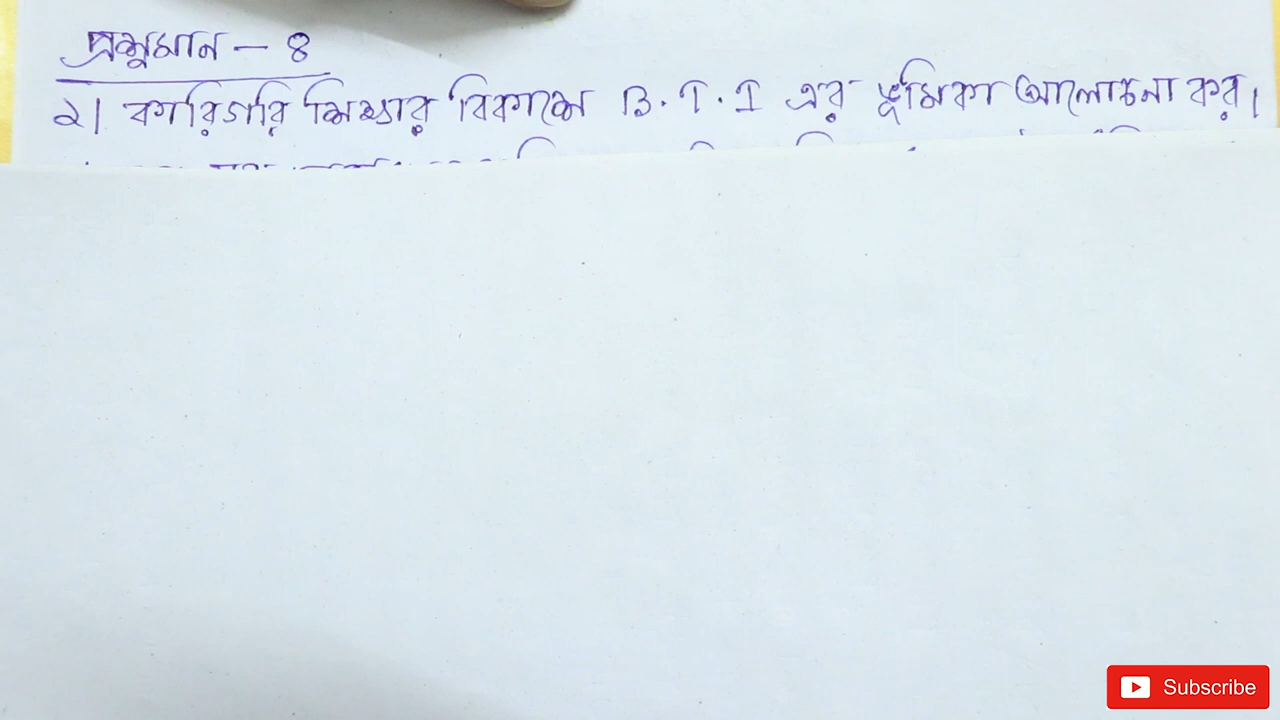 প্রশ্নমান – ৪
২। কারিগরি শিক্ষার বিকাশে B.T.I এর ভূমিকা আলোচনা কর।
Subscribe